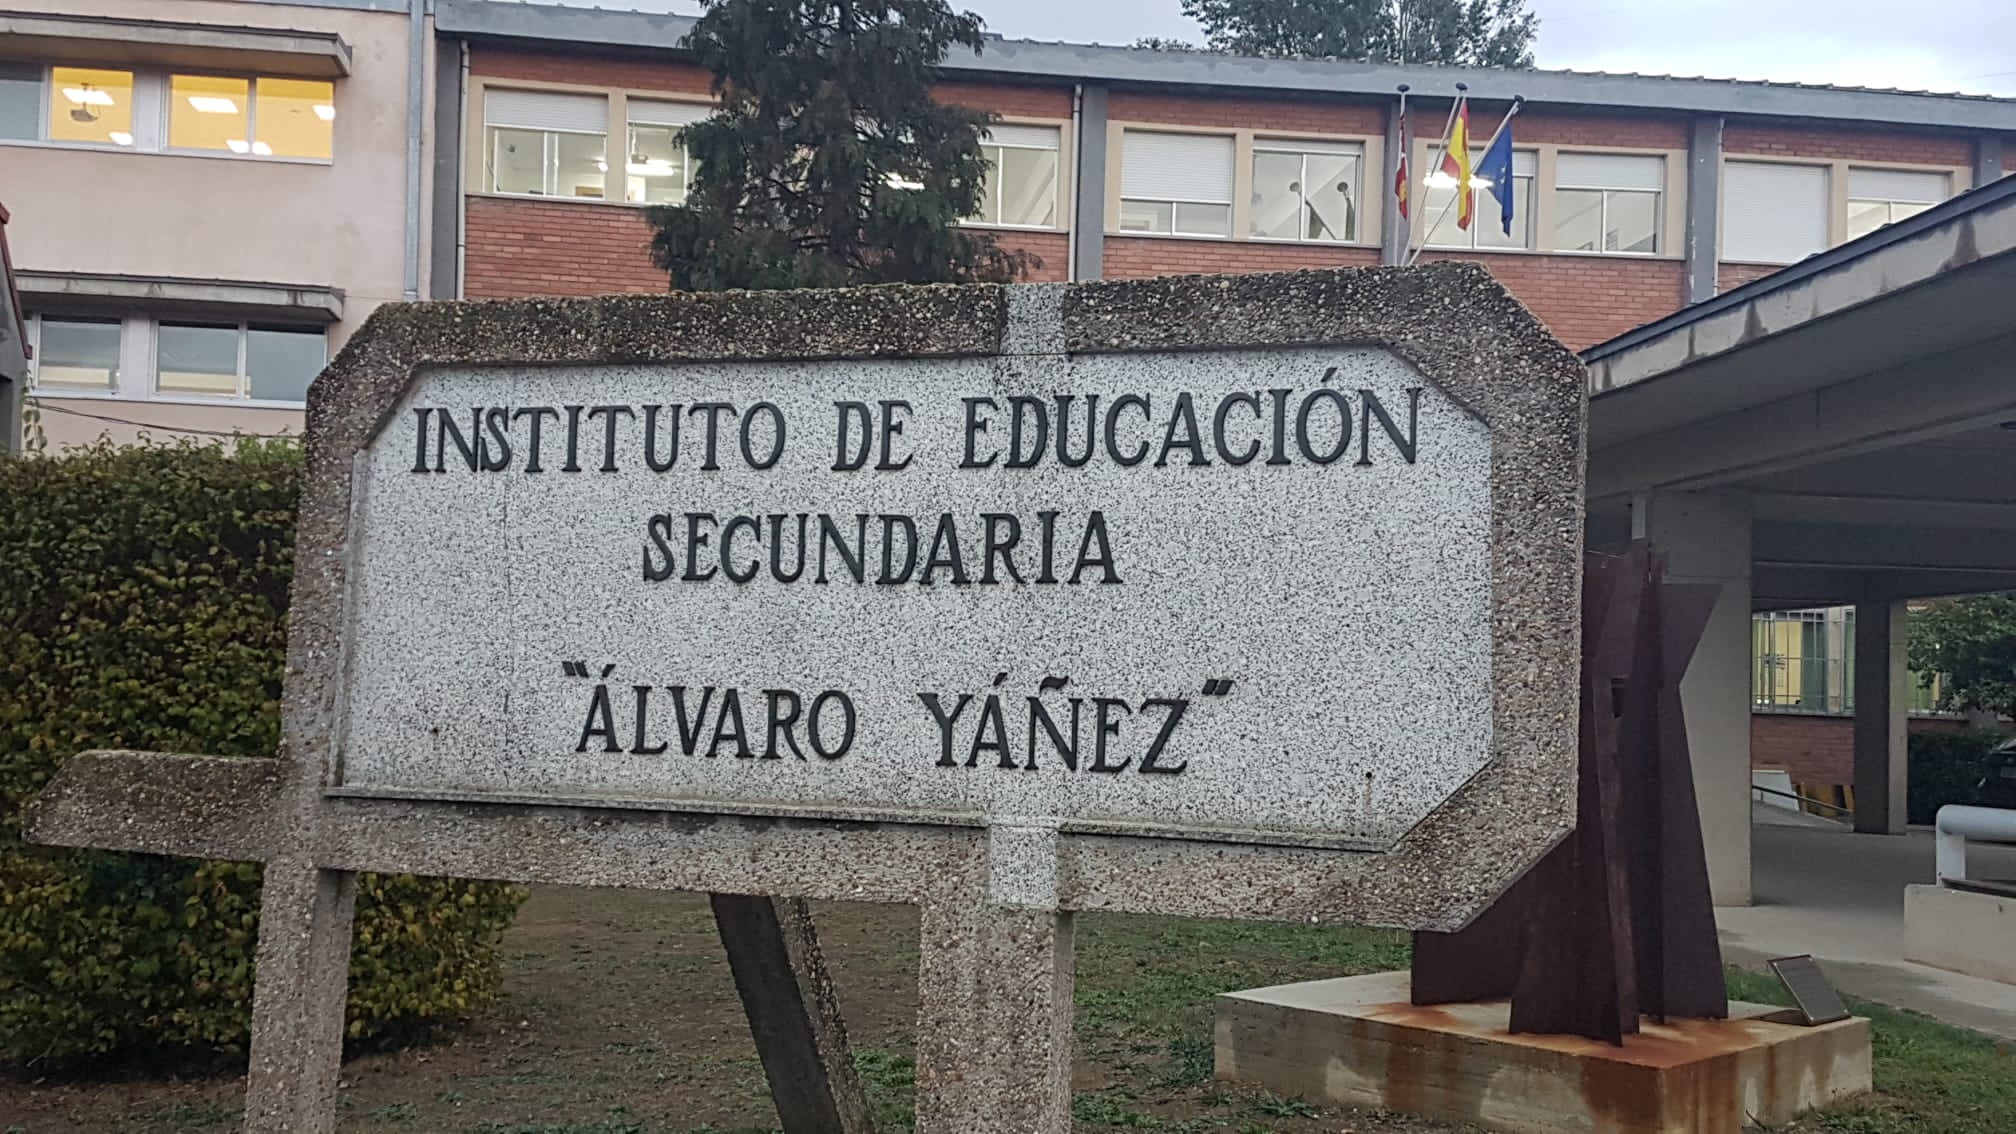 INSTITUTO DE EDUCACIÓN
SECUNDARIA
"ÁLVARO YÁÑEZ"